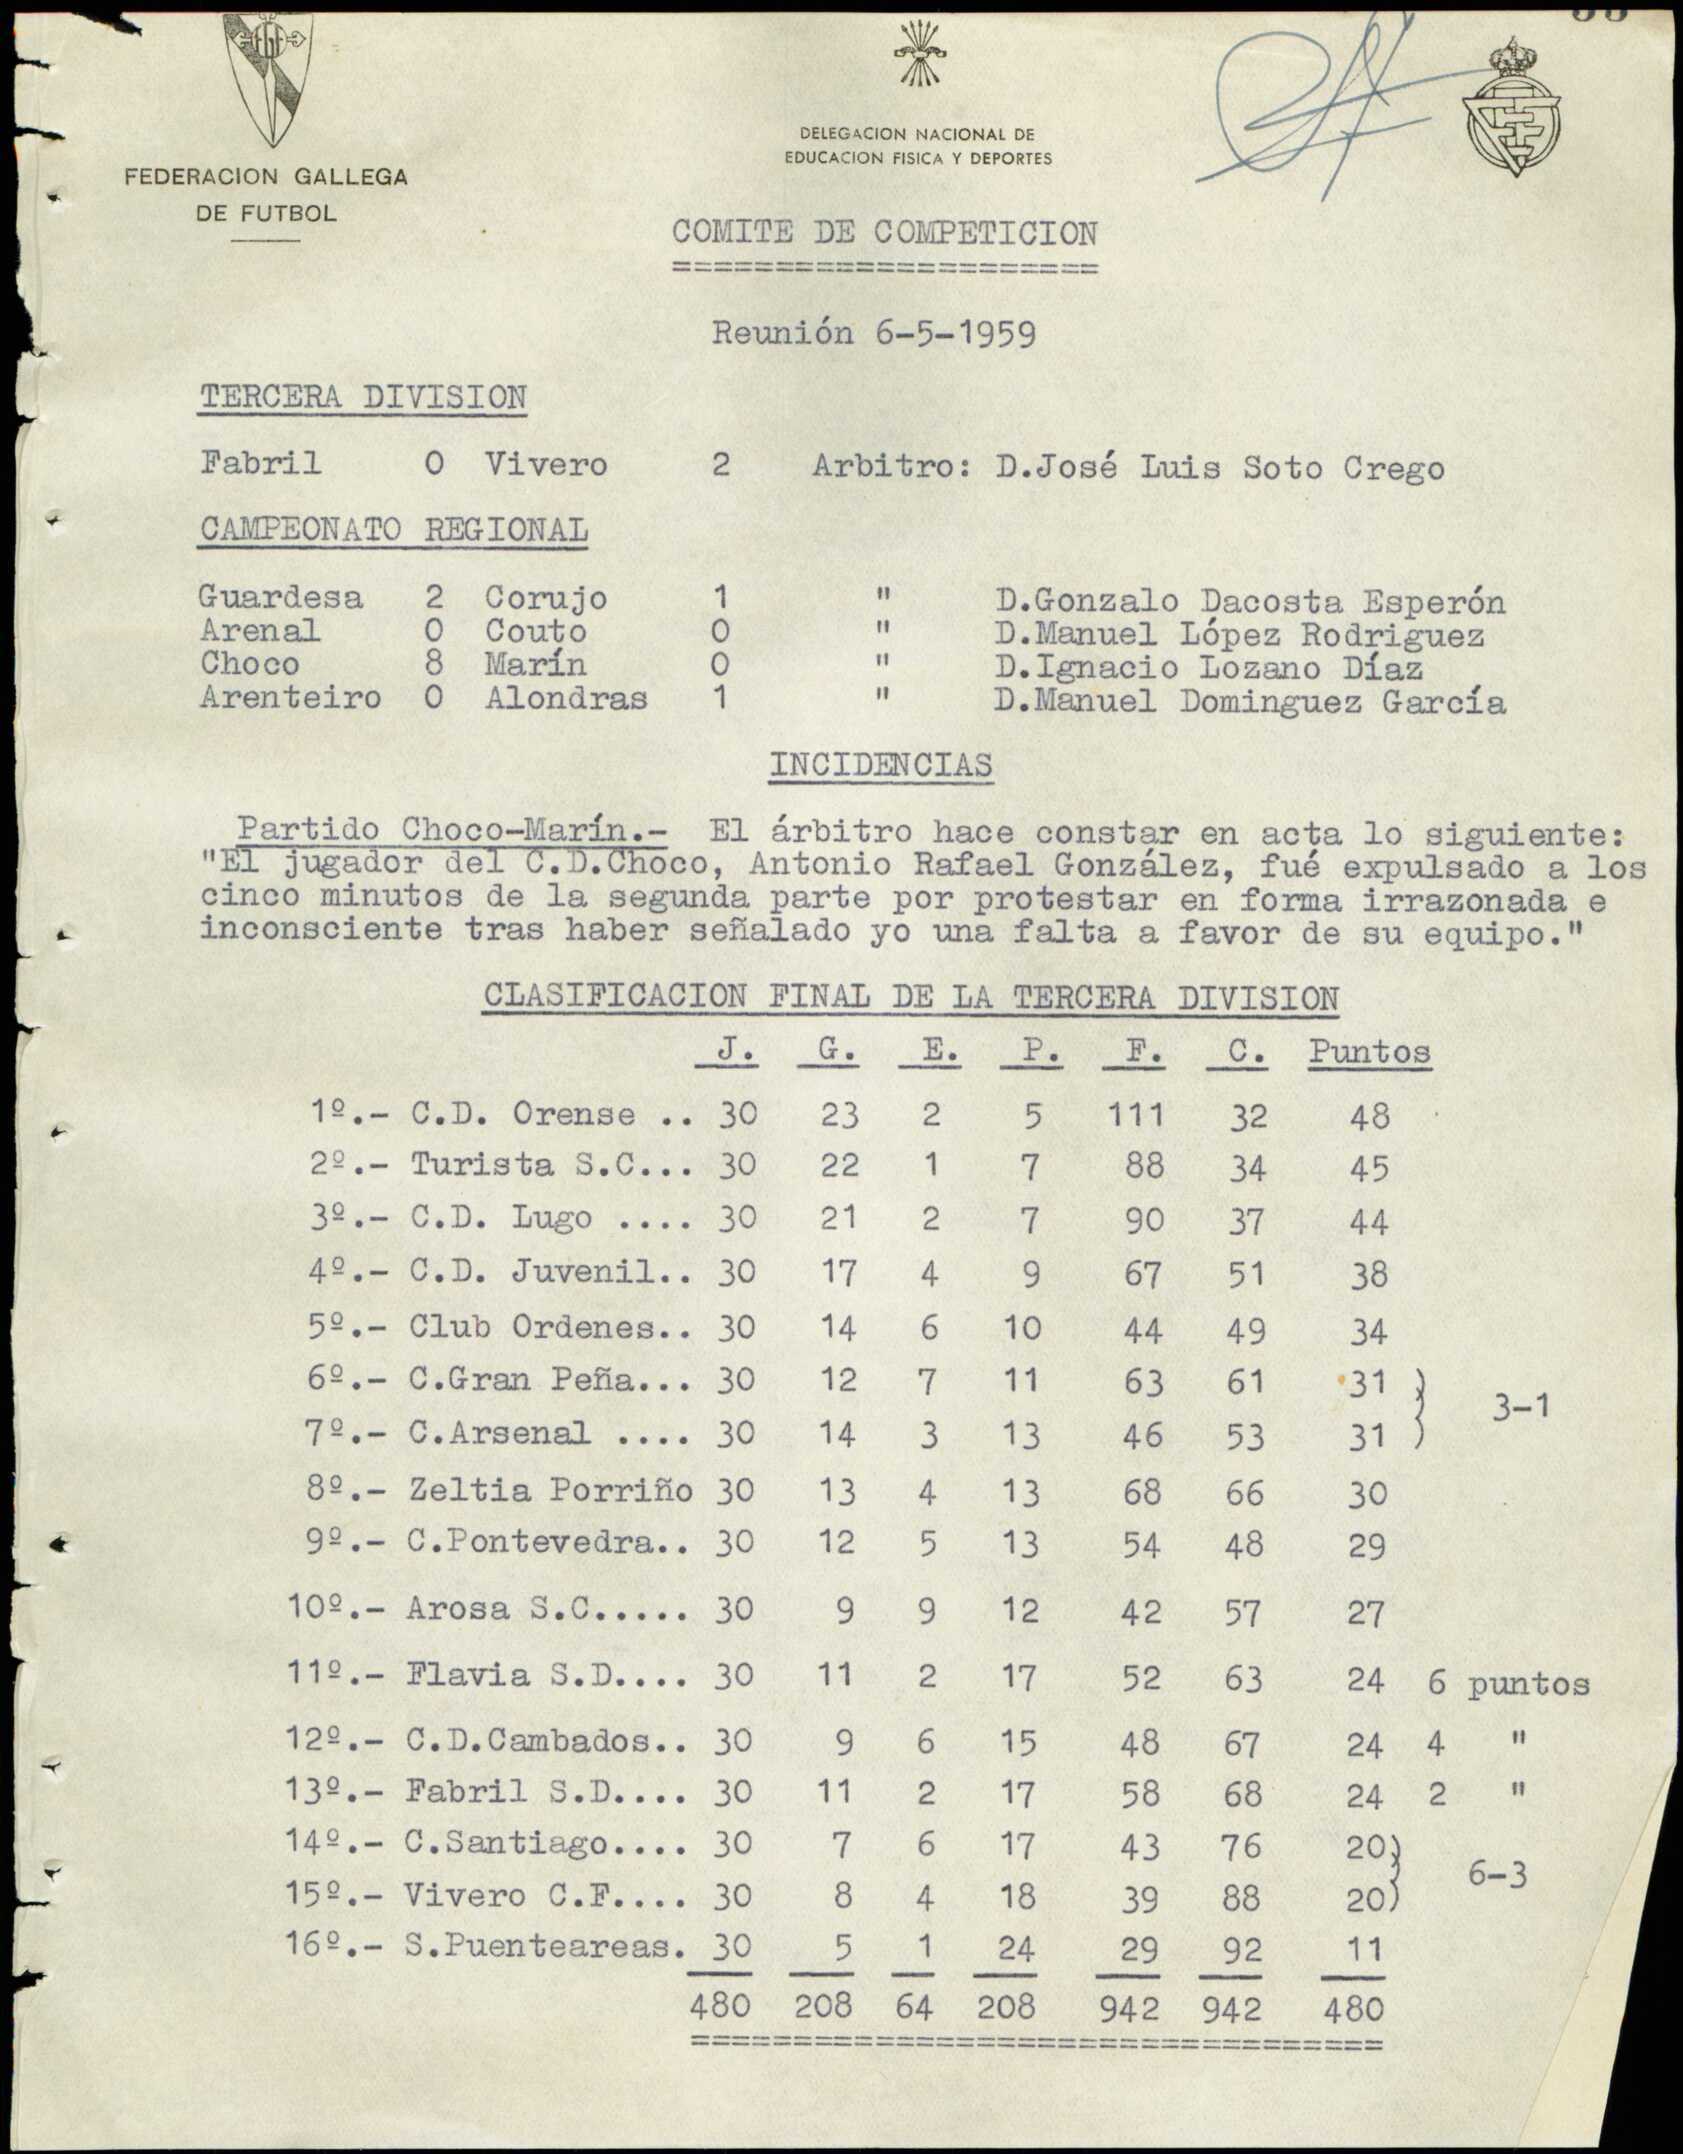 FEDERACION GALLEGA
DE FUTBOL
DELEGACION NACIONAL DE
EDUCACION FISICA Y DEPORTES
COMITE DE COMPETICION
=====================
Reunión 6-5-1959
TERCERA DIVISION
Fabril 0 Vivero 2 Arbitro: D.José Luis Soto Crego
CAMPEONATO REGIONAL
Guardesa 2 Corujo 1 " D.Gonzalo Dacosta Esperón
Arenal 0 Couto 0 " D.Manuel López Rodriguez
Choco 8 Marín 0 " D.Ignacio Lozano Díaz
Arenteiro 0 Alondras 1 " D.Manuel Dominguez García
INCIDENCIAS
Partido Choco-Marín.- El árbitro hace constar en acta lo siguiente:
"El jugador del C.D.Choco, Antonio Rafael González, fué expulsado a los
cinco minutos de la segunda parte por protestar en forma irrazonada e
inconsciente tras haber señalado yo una falta a favor de su equipo."
CLASIFICACION FINAL DE LA TERCERA DIVISION
J. G. E. P. F. C. Puntos
1º.- C.D. Orense .. 30 23 2 5 111 32 48
2º.- Turista S.C... 30 22 1 7 88 34 45
3º.- C.D. Lugo .... 30 21 2 7 90 37 44
4º.- C.D. Juvenil.. 30 17 4 9 67 51 38
5º.- Club Ordenes.. 30 14 6 10 44 49 34
6º.- C.Gran Peña... 30 12 7 11 63 61 31 )
3-1
7º.- C.Arsenal .... 30 14 3 13 46 53 31 )
8º.- Zeltia Porriño 30 13 4 13 68 66 30
9º.- C.Pontevedra.. 30 12 5 13 54 48 29
10º.- Arosa S.C..... 30 9 9 12 42 57 27
11º.- Flavia S.D.... 30 11 2 17 52 63 24 6 puntos
12º.- C.D.Cambados.. 30 9 6 15 48 67 24 4 "
13º.- Fabril S.D.... 30 11 2 17 58 68 24 2 "
14º.- C.Santiago.... 30 7 6 17 43 76 20)
6-3
15º.- Vivero C.F.... 30 8 4 18 39 88 20)
16º.- S.Puenteareas. 30 5 1 24 29 92 11
480 208 64 208 942 942 480
==================================